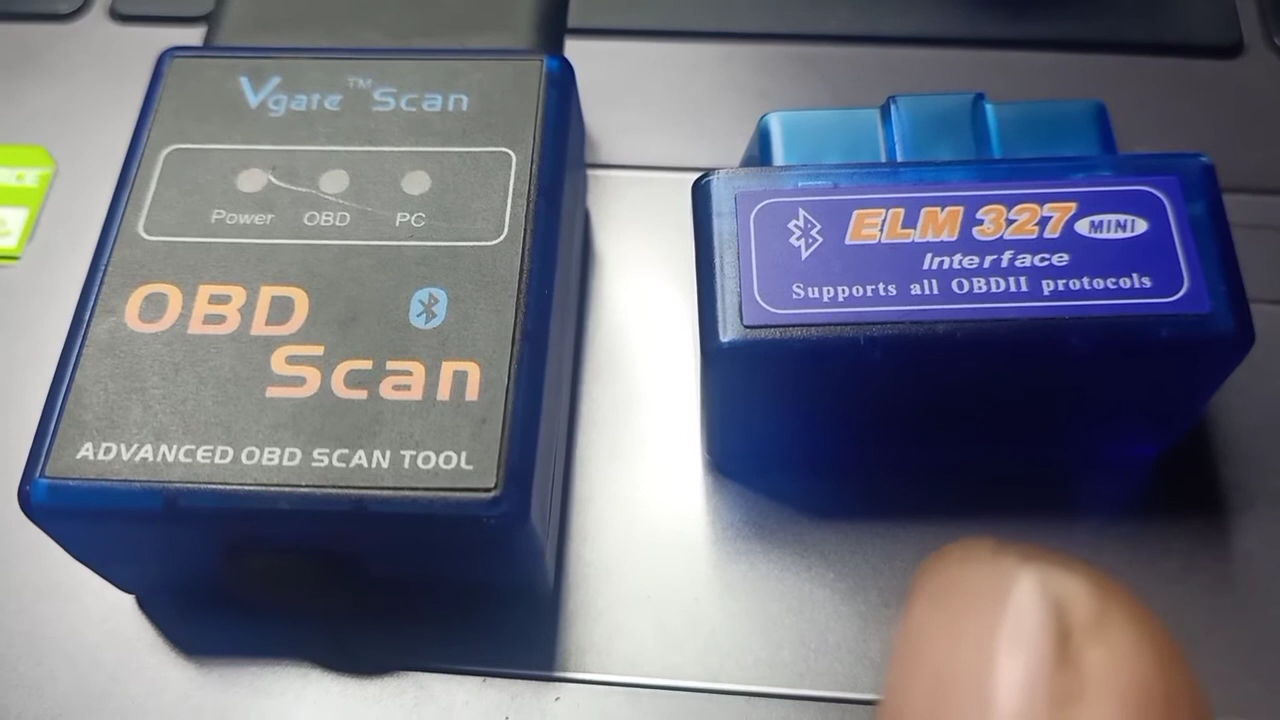 Vgate™ Scan
Power OBD PC
OBD
Scan
ADVANCED OBD SCAN TOOL
ELM 327 MINI
Interface
Supports all OBDII protocols